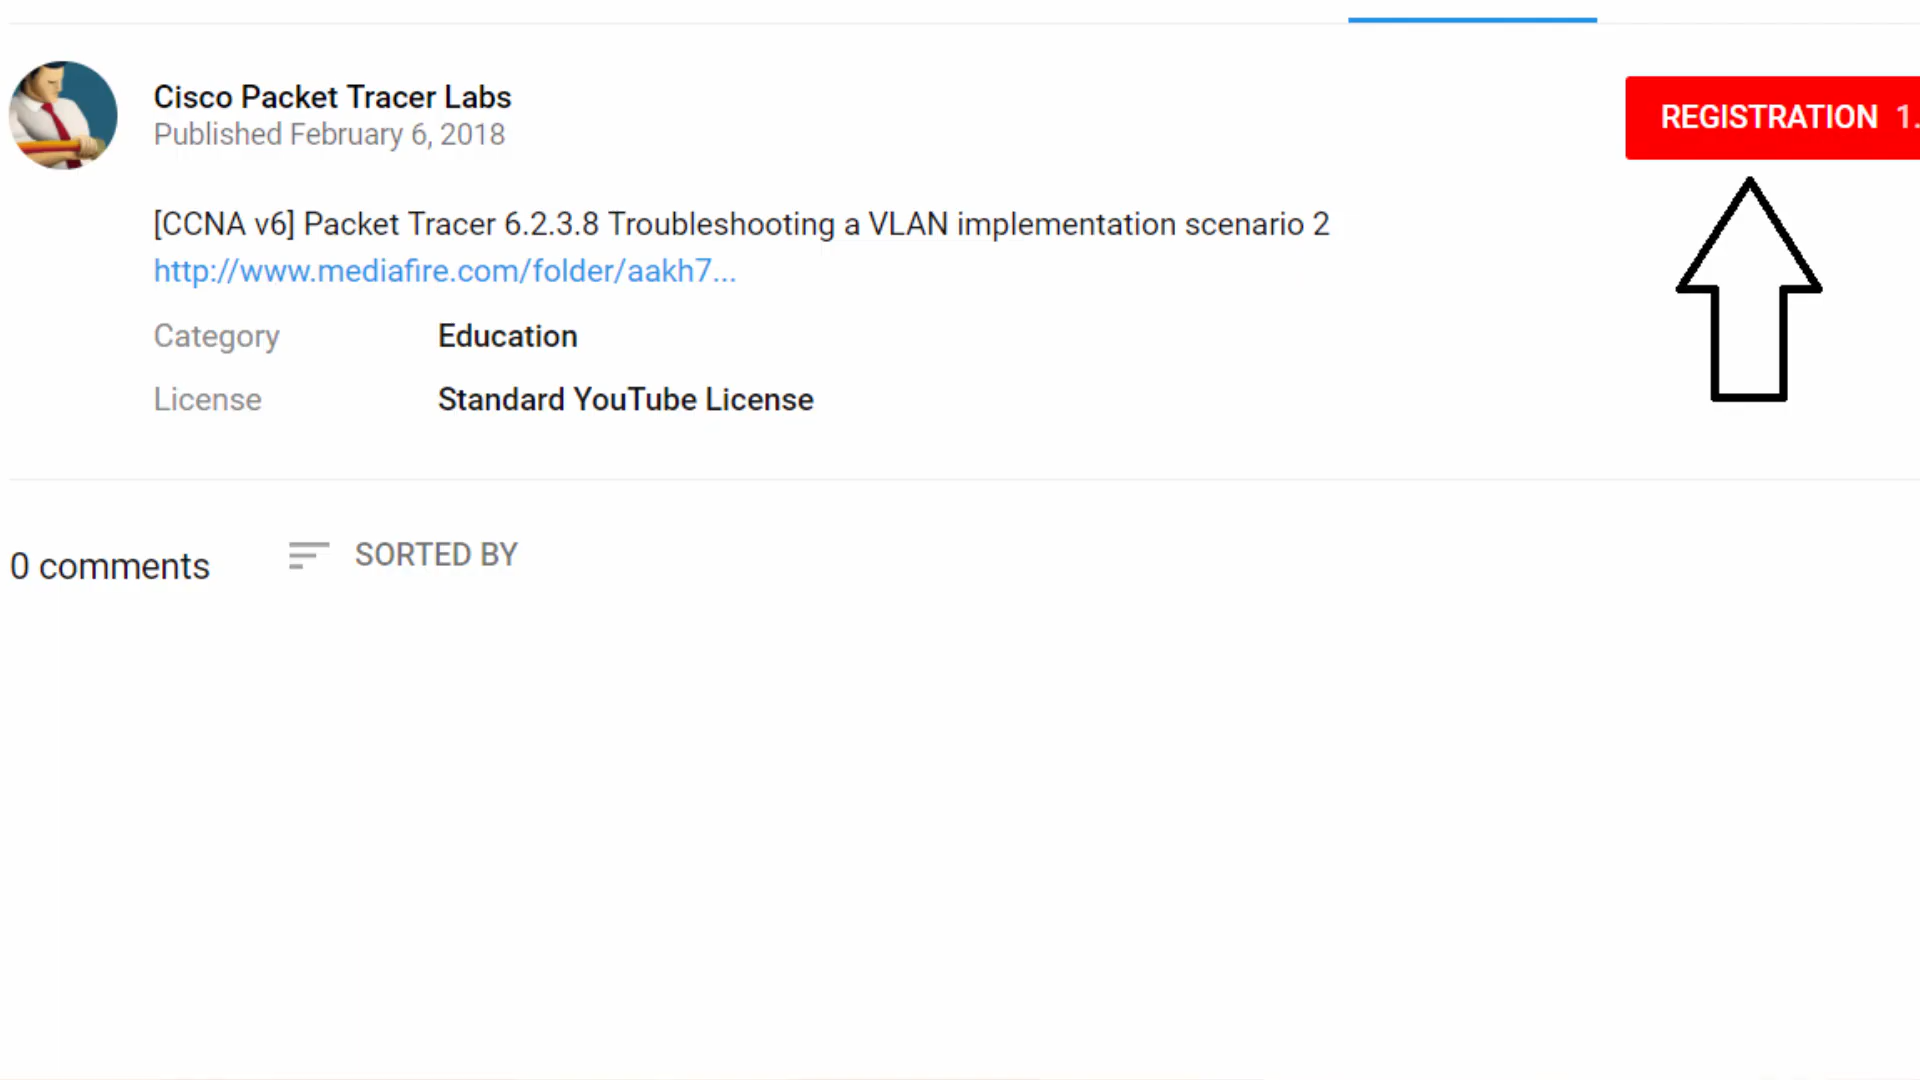 Cisco Packet Tracer Labs
Published February 6, 2018
REGISTRATION 1.
[CCNA v6] Packet Tracer 6.2.3.8 Troubleshooting a VLAN implementation scenario 2
http://www.mediafire.com/folder/aakh7...
Category Education
License Standard YouTube License
0 comments SORTED BY